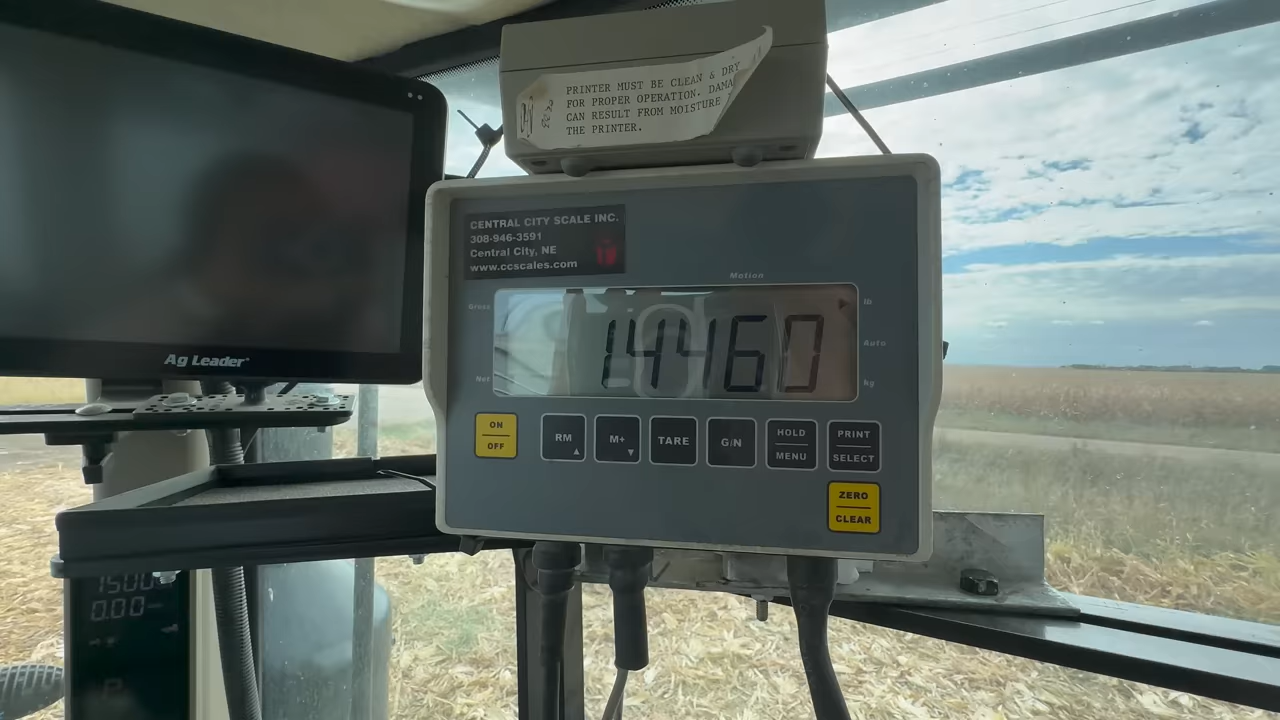 PRINTER MUST BE CLEAN & DRY
FOR PROPER OPERATION. DAMA
CAN RESULT FROM MOISTURE
THE PRINTER.
CENTRAL CITY SCALE INC.
308-946-3591
Central City, NE
www.ccscales.com
Motion
Gross
lb
14460
Auto
Net
kg
Ag Leader
ON
OFF
RM
M+
TARE
G/N
HOLD
MENU
PRINT
SELECT
ZERO
CLEAR
1500
0.00
P